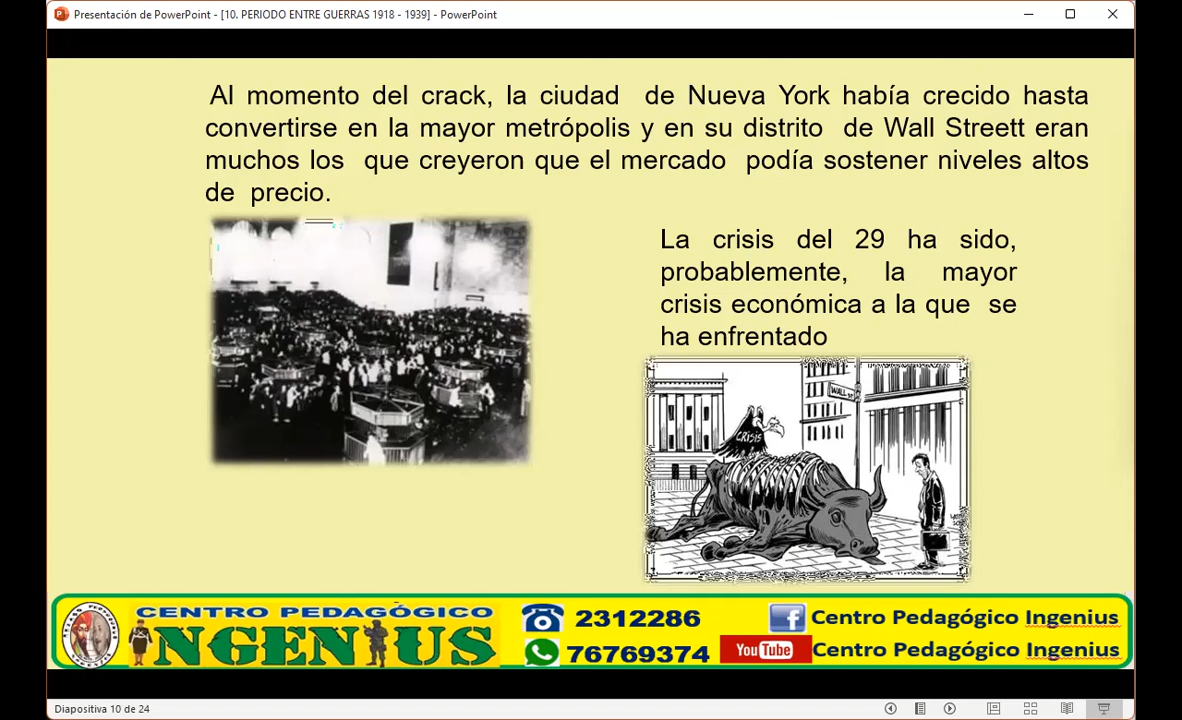 Presentación de PowerPoint - [10. PERIODO ENTRE GUERRAS 1918 - 1939] - PowerPoint
Al momento del crack, la ciudad de Nueva York había crecido hasta
convertirse en la mayor metrópolis y en su distrito de Wall Streett eran
muchos los que creyeron que el mercado podía sostener niveles altos
de precio.
La crisis del 29 ha sido,
probablemente, la mayor
crisis económica a la que se
ha enfrentado
WALL ST
CRISIS
CENTRO PEDAGÓGICO
INGENIUS
2312286
76769374
Centro Pedagógico Ingenius
YouTube
Centro Pedagógico Ingenius
Diapositiva 10 de 24